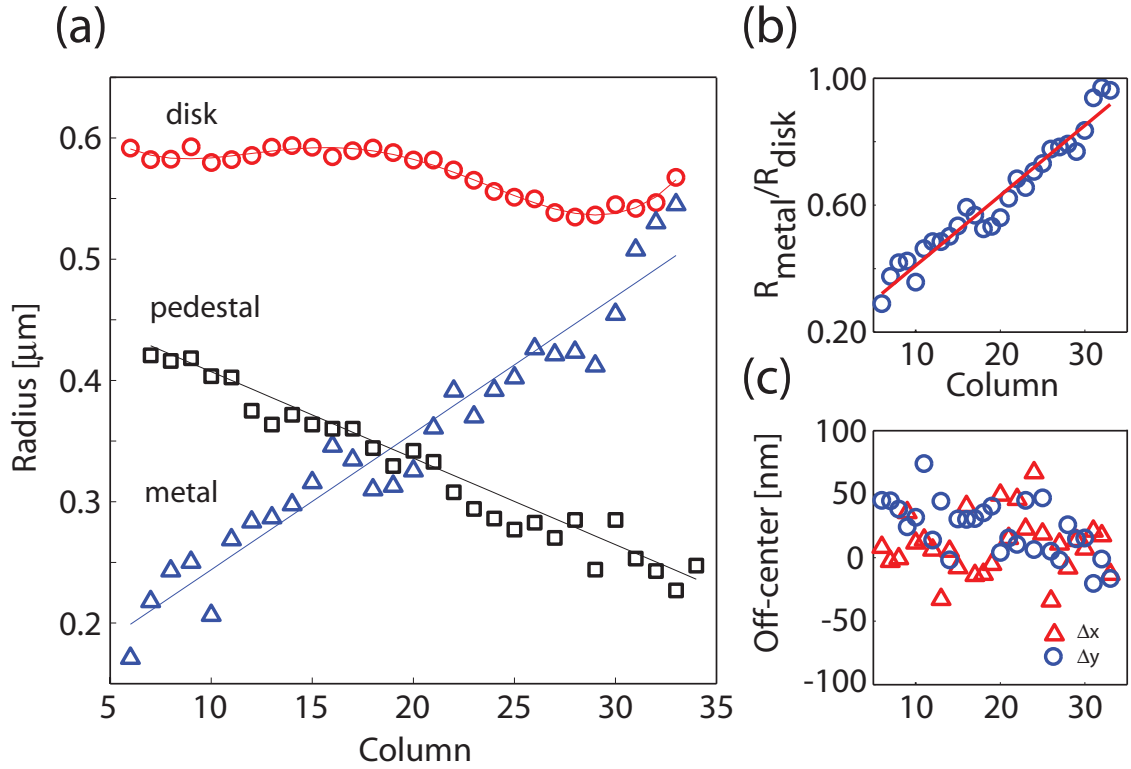 (a)
disk
pedestal
metal
0.6
0.5
0.4
0.3
0.2
Radius [μm]
5 10 15 20 25 30 35
Column
(b)
1.00
0.60
0.20
R_metal/R_disk
10 20 30
Column
(c)
100
50
0
-50
-100
Off-center [nm]
Δx
Δy
10 20 30